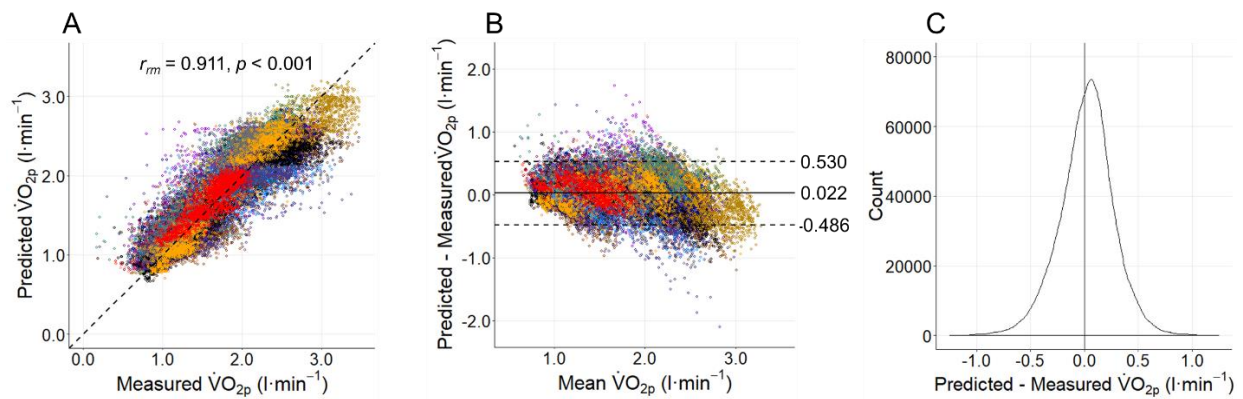 A
r_rm = 0.911, p < 0.001
Predicted V̇O2p (l·min−1)
3.0
2.0
1.0
0.0
0.0 1.0 2.0 3.0
Measured V̇O2p (l·min−1)
B
Predicted - Measured V̇O2p (l·min−1)
2.0
1.0
0.0
-1.0
-2.0
0.530
0.022
-0.486
1.0 2.0 3.0
Mean V̇O2p (l·min−1)
C
Count
80000
60000
40000
20000
0
-1.0 -0.5 0.0 0.5 1.0
Predicted - Measured V̇O2p (l·min−1)